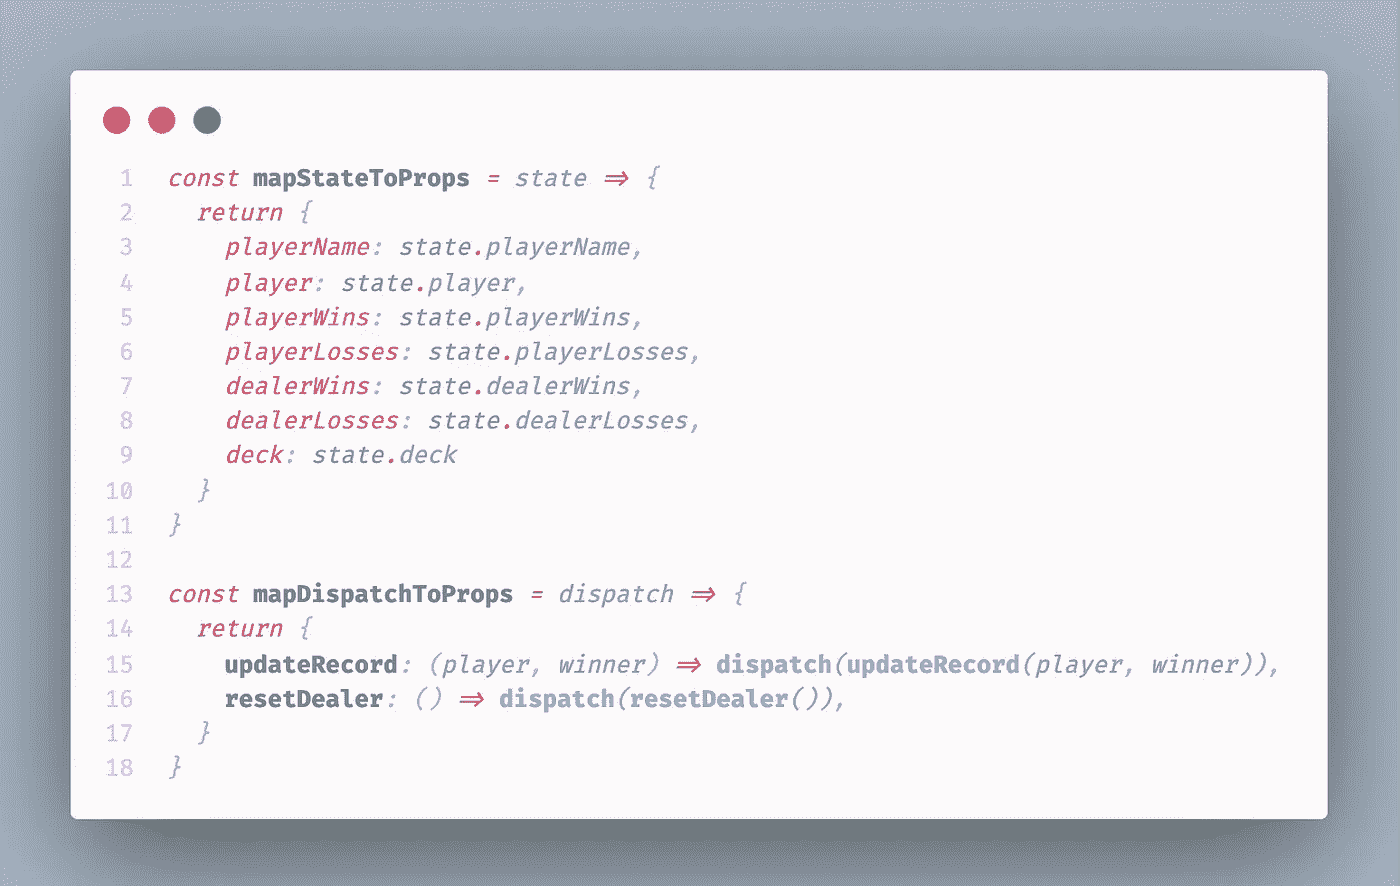 1 const mapStateToProps = state => {
2   return {
3     playerName: state.playerName,
4     player: state.player,
5     playerWins: state.playerWins,
6     playerLosses: state.playerLosses,
7     dealerWins: state.dealerWins,
8     dealerLosses: state.dealerLosses,
9     deck: state.deck
10   }
11 }
12
13 const mapDispatchToProps = dispatch => {
14   return {
15     updateRecord: (player, winner) => dispatch(updateRecord(player, winner)),
16     resetDealer: () => dispatch(resetDealer()),
17   }
18 }